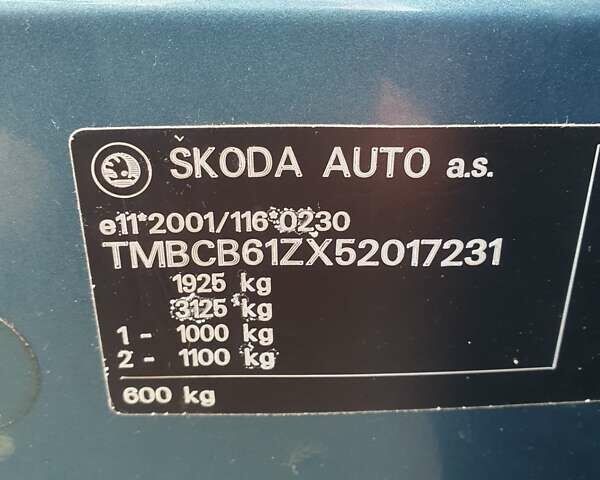 ŠKODA AUTO a.s.
e11*2001/116*0230
TMBCB61ZX52017231
1925 kg
3125 kg
1 - 1000 kg
2 - 1100 kg
600 kg